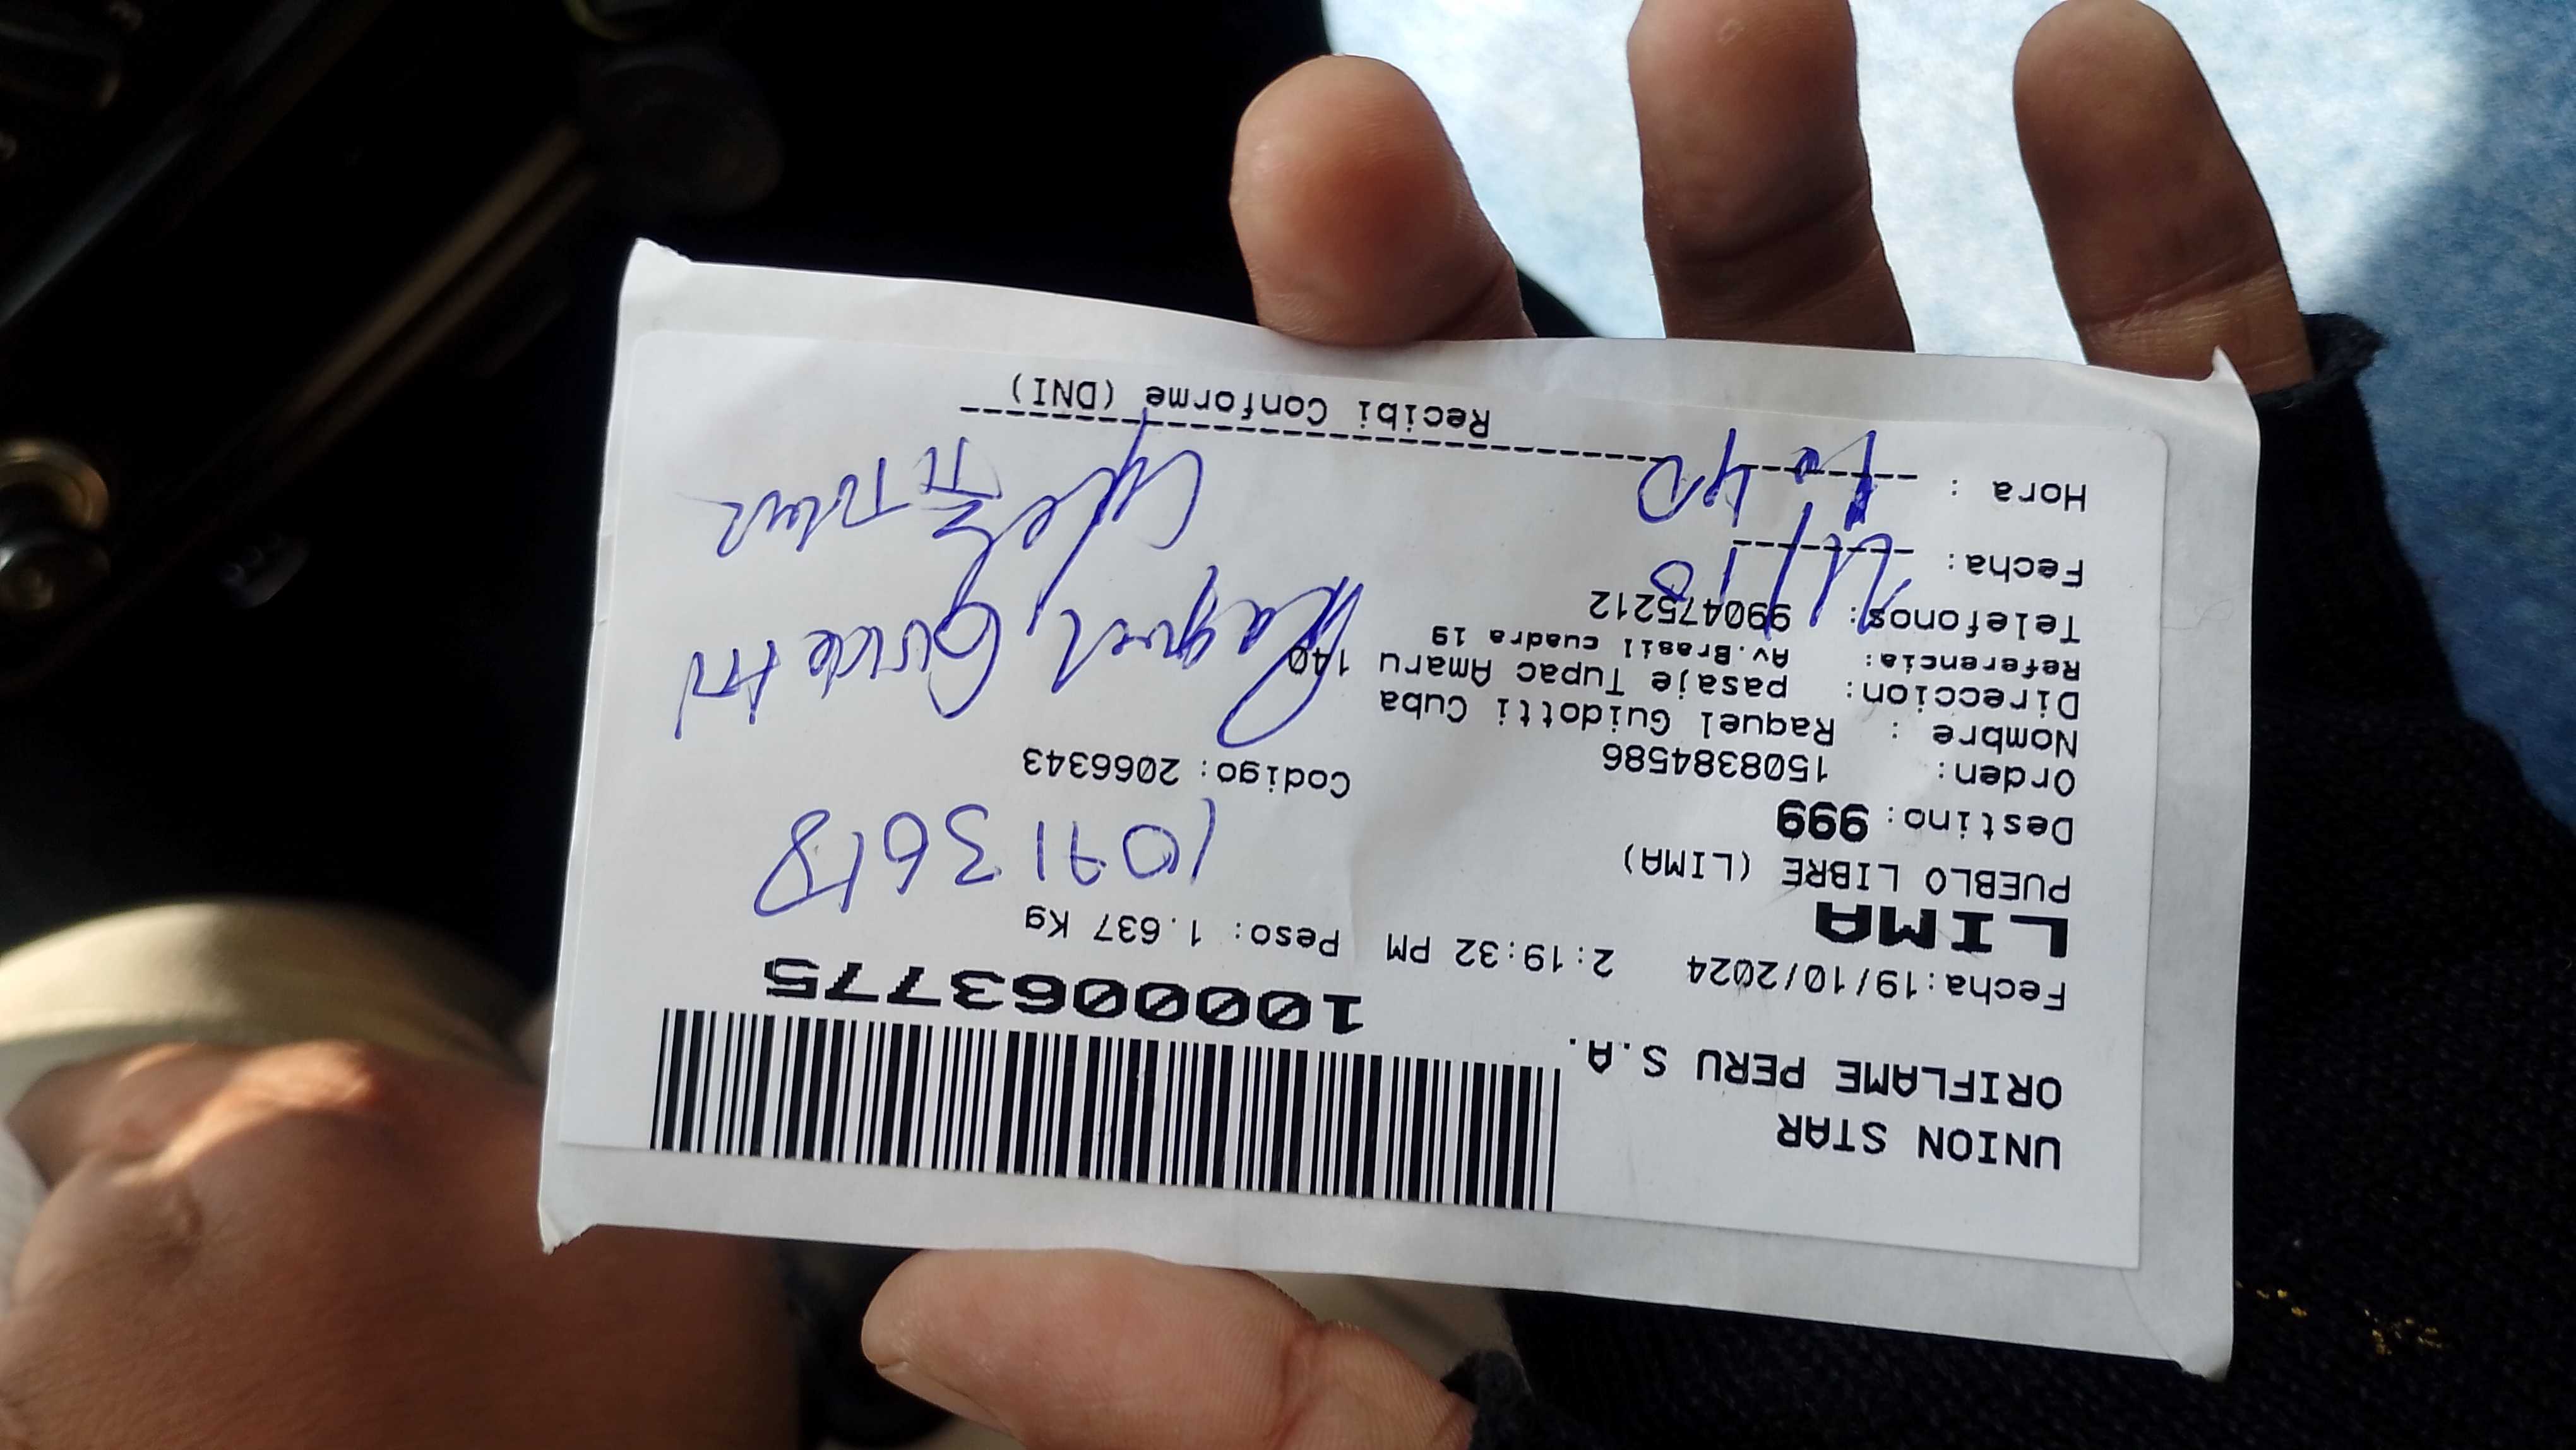 UNION STAR
ORIFLAME PERU S.A.
1000063775
Fecha:19/10/2024 2:19:32 PM Peso: 1.637 Kg
LIMA
PUEBLO LIBRE (LIMA)
Destino: 999
Orden: 1508384586 Codigo: 2066343
Nombre : Raquel Guidotti Cuba
Direccion: pasaje Tupac Amaru 140
Referencia: Av.Brasil cuadra 19
Telefonos: 990475212
Raquel
Fecha:
Hora :
Recibi Conforme (DNI)